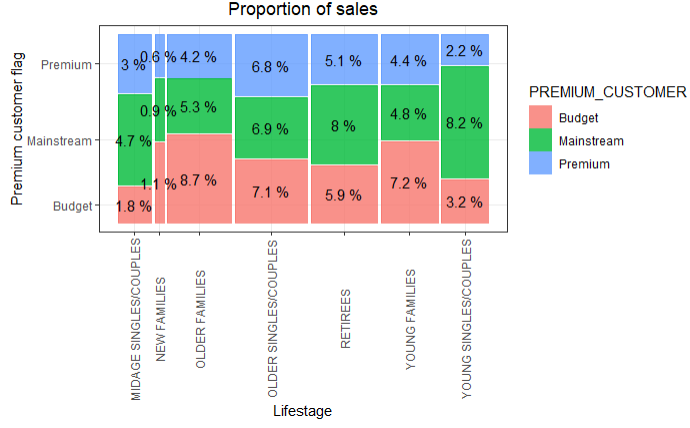 Proportion of sales
Premium customer flag
Premium
Mainstream
Budget
3 %
0.6 %
4.2 %
6.8 %
5.1 %
4.4 %
2.2 %
4.7 %
0.9 %
5.3 %
6.9 %
8 %
4.8 %
8.2 %
1.8 %
1.1 %
8.7 %
7.1 %
5.9 %
7.2 %
3.2 %
MIDAGE SINGLES/COUPLES
NEW FAMILIES
OLDER FAMILIES
OLDER SINGLES/COUPLES
RETIREES
YOUNG FAMILIES
YOUNG SINGLES/COUPLES
Lifestage
PREMIUM_CUSTOMER
Budget
Mainstream
Premium